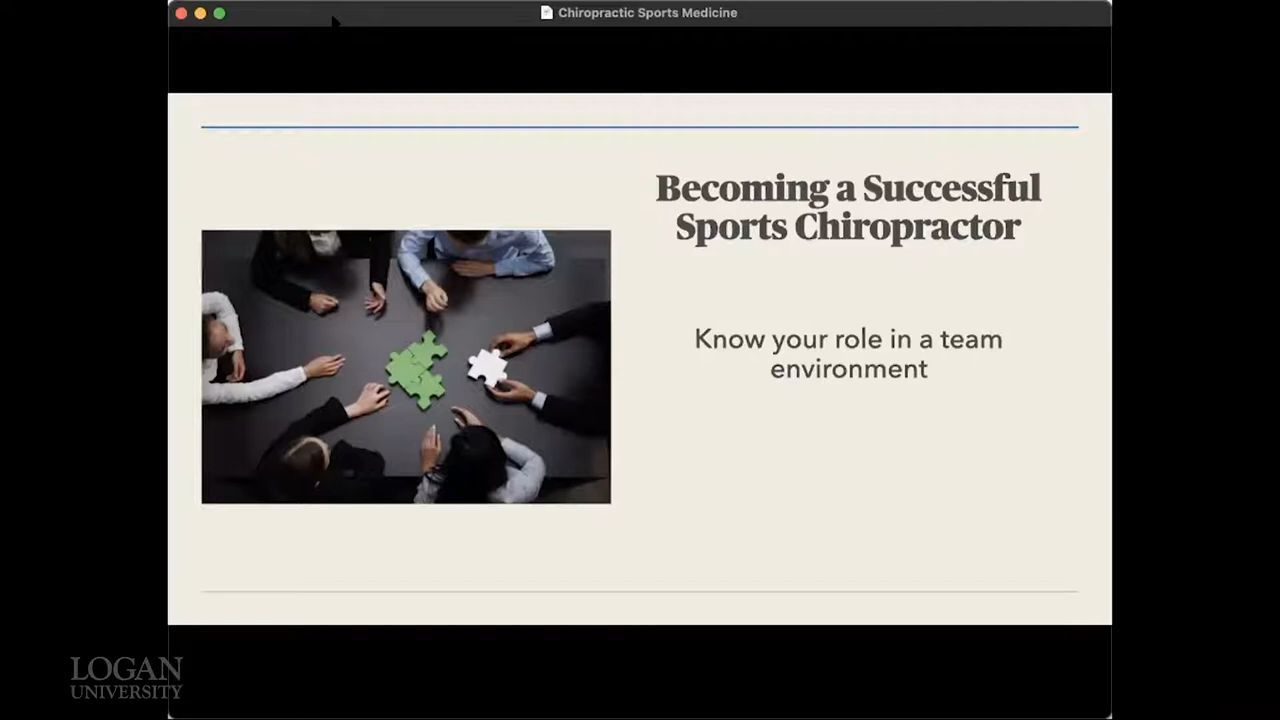 Chiropractic Sports Medicine
Becoming a Successful
Sports Chiropractor
Know your role in a team
environment
LOGAN
UNIVERSITY